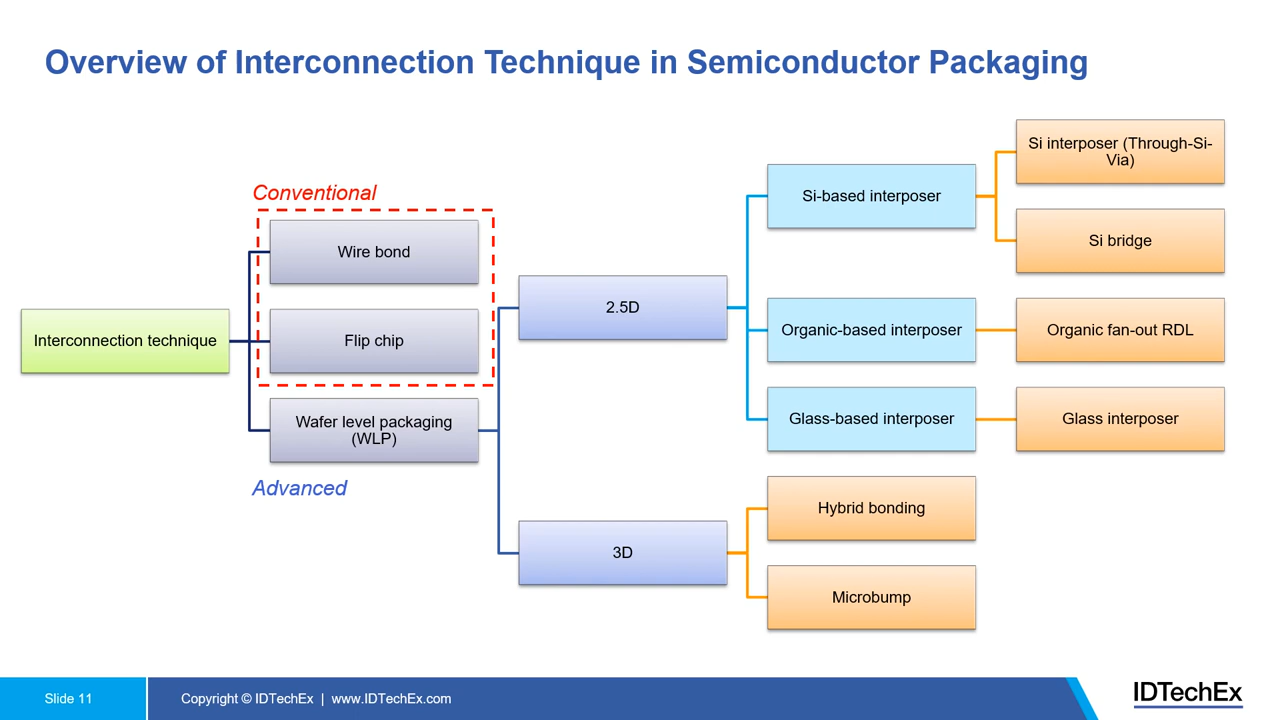 Overview of Interconnection Technique in Semiconductor Packaging
Conventional
Interconnection technique
Wire bond
Flip chip
Wafer level packaging
(WLP)
Advanced
2.5D
3D
Si-based interposer
Organic-based interposer
Glass-based interposer
Hybrid bonding
Microbump
Si interposer (Through-Si-
Via)
Si bridge
Organic fan-out RDL
Glass interposer
Slide 11
Copyright © IDTechEx | www.IDTechEx.com
IDTechEx